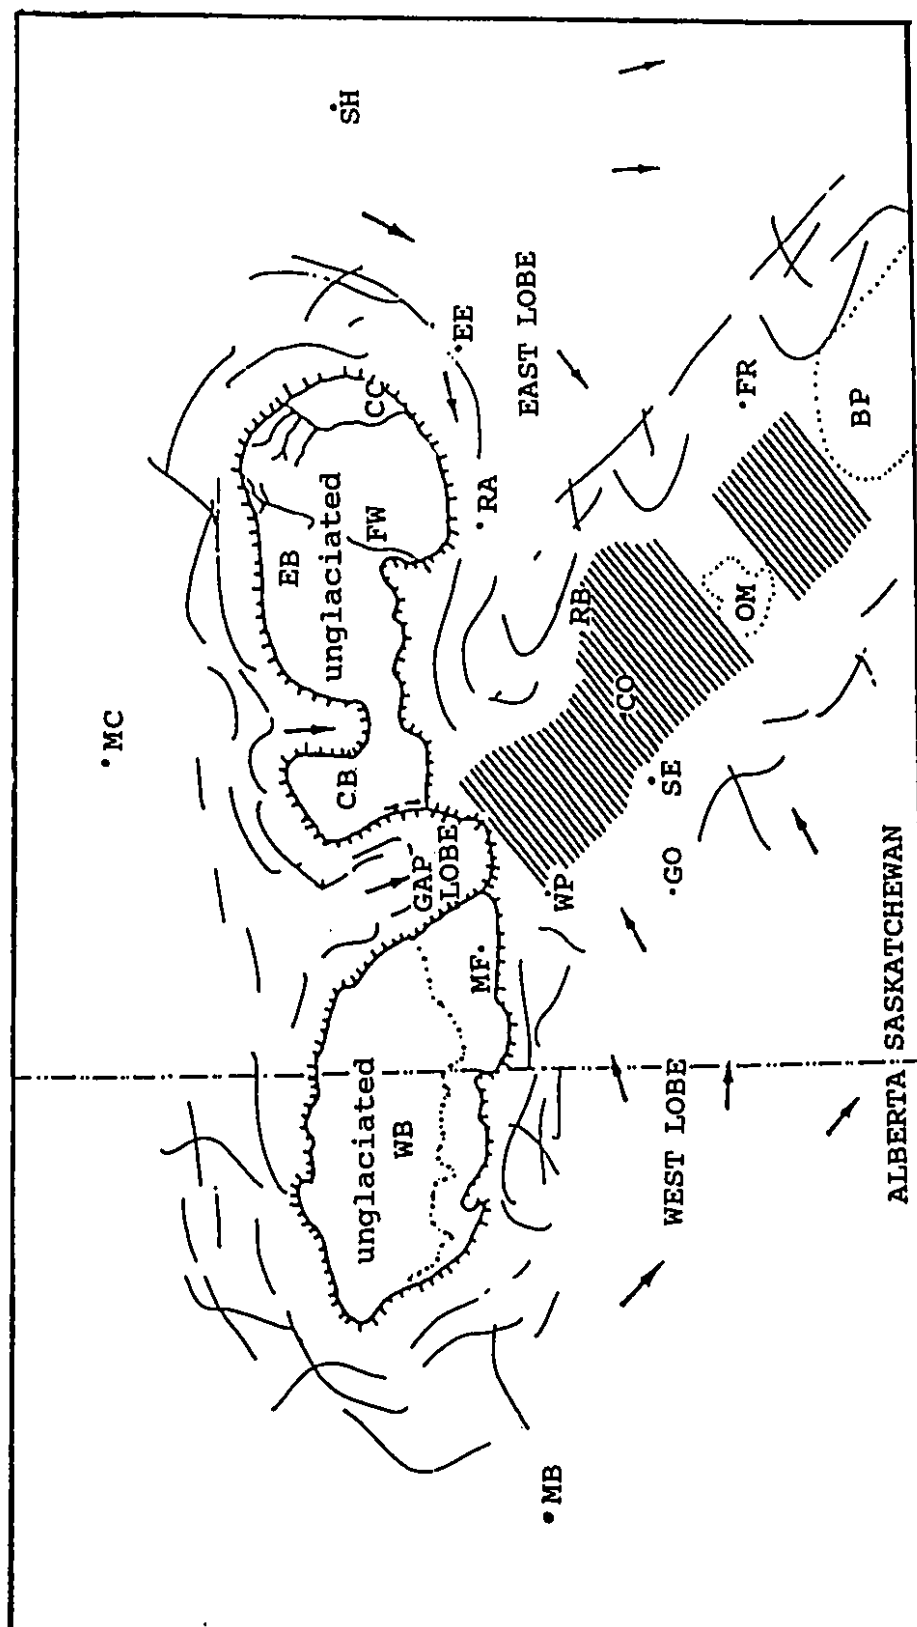 MC
SH
CB
EB
unglaciated
FW
CC
GAP
LOBE
unglaciated
WB
MF
RA
EE
EAST LOBE
WP
RB
MB
CO
SE
GO
OM
FR
WEST LOBE
BP
ALBERTA
SASKATCHEWAN